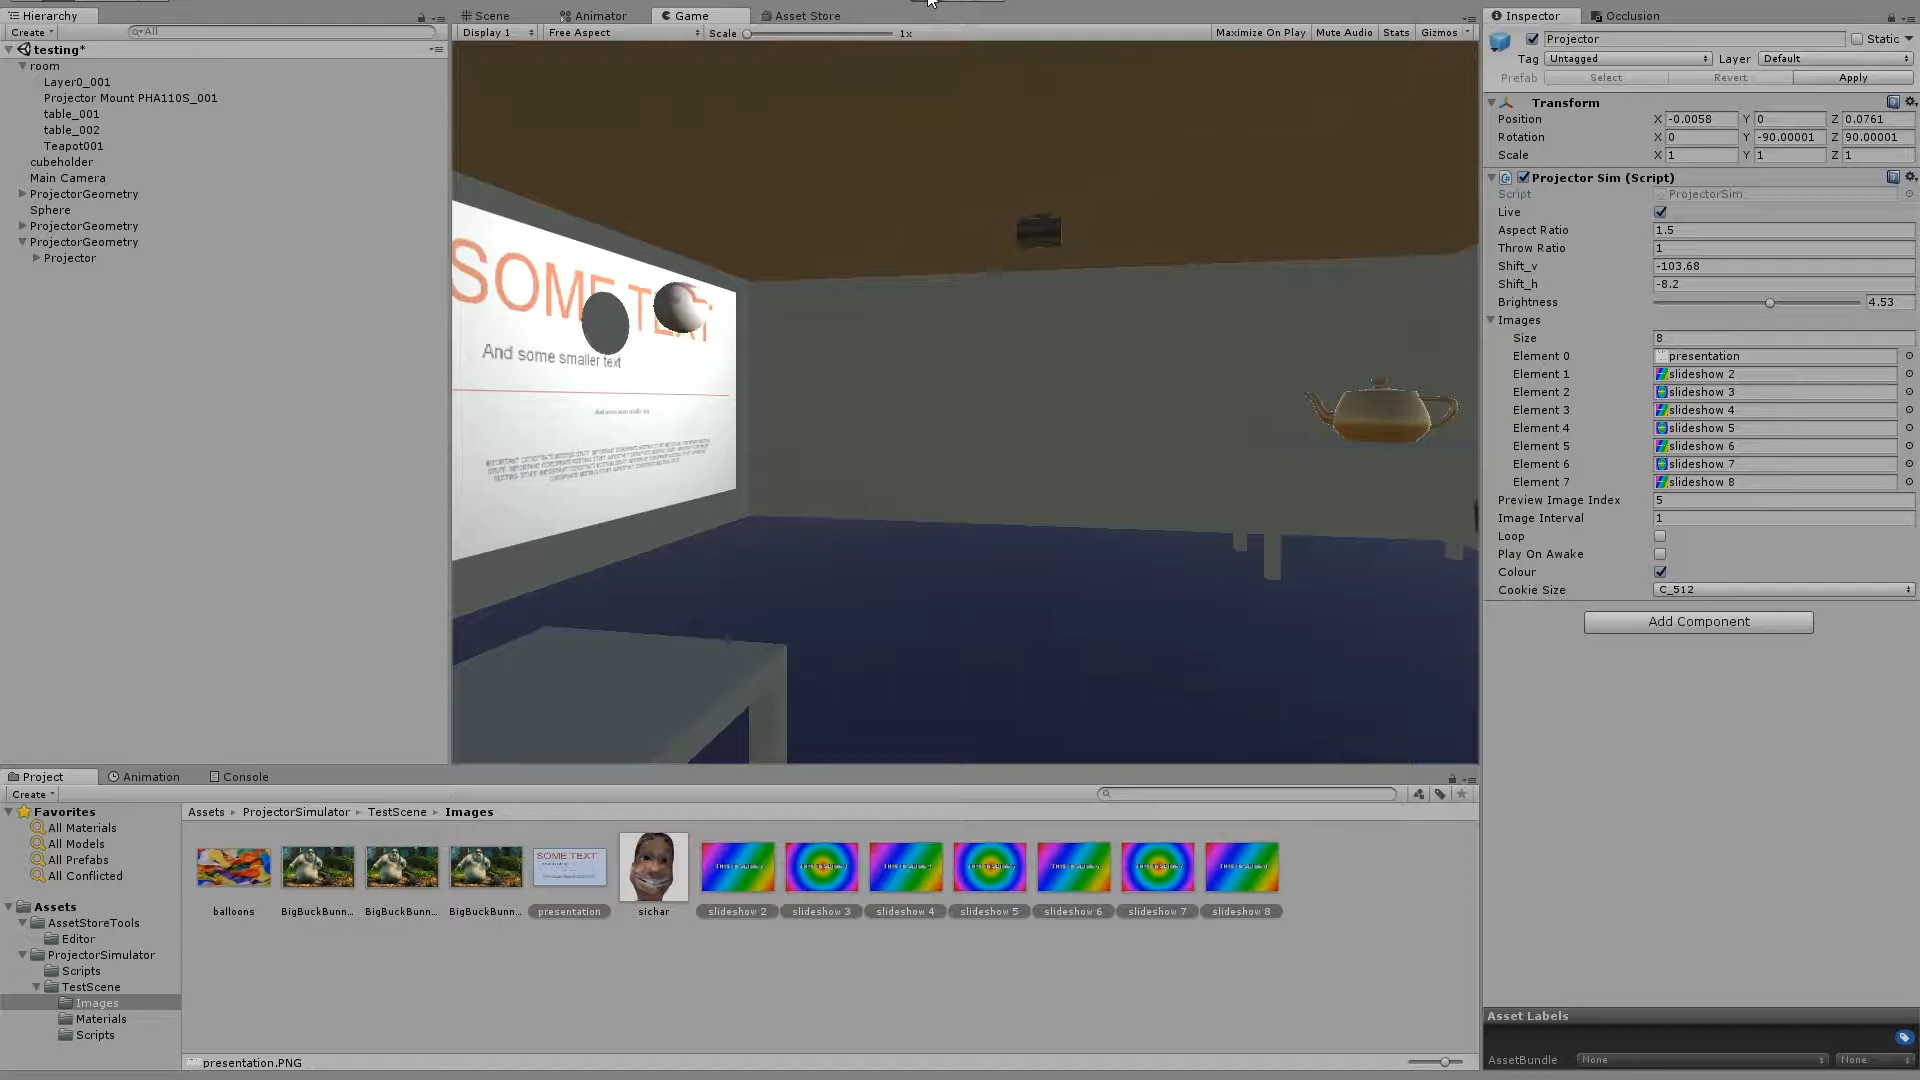 Hierarchy
Create
All
testing*
room
Layer0_001
Projector Mount PHA110S_001
table_001
table_002
Teapot001
cubeholder
Main Camera
ProjectorGeometry
Sphere
ProjectorGeometry
ProjectorGeometry
Projector
Scene Animator Game Asset Store
Display 1 Free Aspect Scale 1x Maximize On Play Mute Audio Stats Gizmos
SOME TEXT
And some smaller text
Inspector Occlusion
Projector Static
Tag Untagged Layer Default
Prefab Select Revert Apply
Transform
Position X -0.0058 Y 0 Z 0.0761
Rotation X 0 Y -90.00001 Z 90.00001
Scale X 1 Y 1 Z 1
Projector Sim (Script)
Script ProjectorSim
Live
Aspect Ratio 1.5
Throw Ratio 1
Shift_v -103.68
Shift_h -8.2
Brightness 4.53
Images
Size 8
Element 0 presentation
Element 1 slideshow 2
Element 2 slideshow 3
Element 3 slideshow 4
Element 4 slideshow 5
Element 5 slideshow 6
Element 6 slideshow 7
Element 7 slideshow 8
Preview Image Index 5
Image Interval 1
Loop
Play On Awake
Colour
Cookie Size C_512
Add Component
Project Animation Console
Create
Favorites
All Materials
All Models
All Prefabs
All Conflicted
Assets
AssetStoreTools
Editor
ProjectorSimulator
Scripts
TestScene
Images
Materials
Scripts
Assets ProjectorSimulator TestScene Images
SOME TEXT
balloons BigBuckBunn... BigBuckBunn... BigBuckBunn... presentation sichar slideshow 2 slideshow 3 slideshow 4 slideshow 5 slideshow 6 slideshow 7 slideshow 8
presentation.PNG
Asset Labels
AssetBundle None None